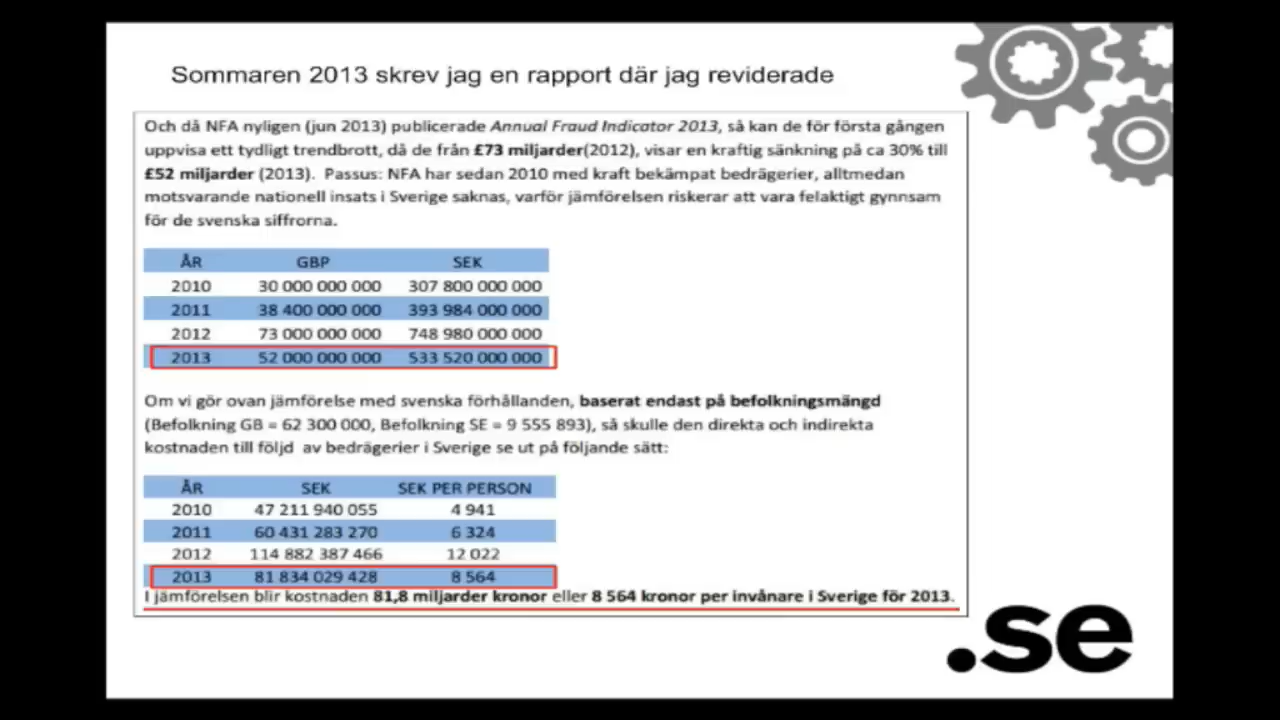 Sommaren 2013 skrev jag en rapport där jag reviderade
Och då NFA nyligen (jun 2013) publicerade Annual Fraud Indicator 2013, så kan de för första gången
uppvisa ett tydligt trendbrott, då de från £73 miljarder(2012), visar en kraftig sänkning på ca 30% till
£52 miljarder (2013). Passus: NFA har sedan 2010 med kraft bekämpat bedrägerier, alltmedan
motsvarande nationell insats i Sverige saknas, varför jämförelsen riskerar att vara felaktigt gynnsam
för de svenska siffrorna.
ÅR GBP SEK
2010 30 000 000 000 307 800 000 000
2011 38 400 000 000 393 984 000 000
2012 73 000 000 000 748 980 000 000
2013 52 000 000 000 533 520 000 000
Om vi gör ovan jämförelse med svenska förhållanden, baserat endast på befolkningsmängd
(Befolkning GB = 62 300 000, Befolkning SE = 9 555 893), så skulle den direkta och indirekta
kostnaden till följd av bedrägerier i Sverige se ut på följande sätt:
ÅR SEK SEK PER PERSON
2010 47 211 940 055 4 941
2011 60 431 283 270 6 324
2012 114 882 387 466 12 022
2013 81 834 029 428 8 564
I jämförelsen blir kostnaden 81,8 miljarder kronor eller 8 564 kronor per invånare i Sverige för 2013.
.se